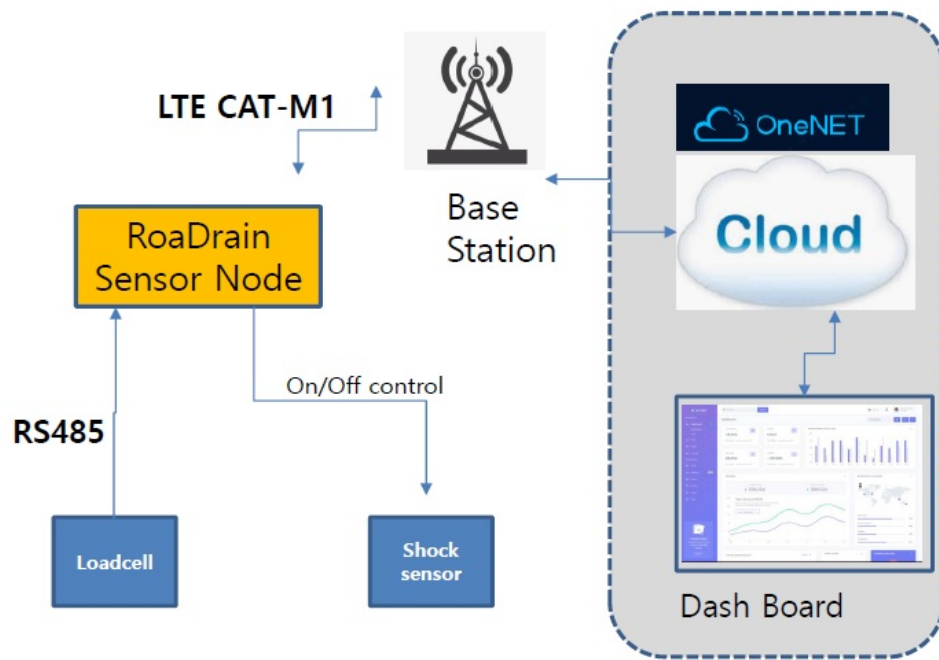 LTE CAT-M1
OneNET
Cloud
Base
Station
RoaDrain
Sensor Node
On/Off control
RS485
Loadcell
Shock
sensor
Dash Board